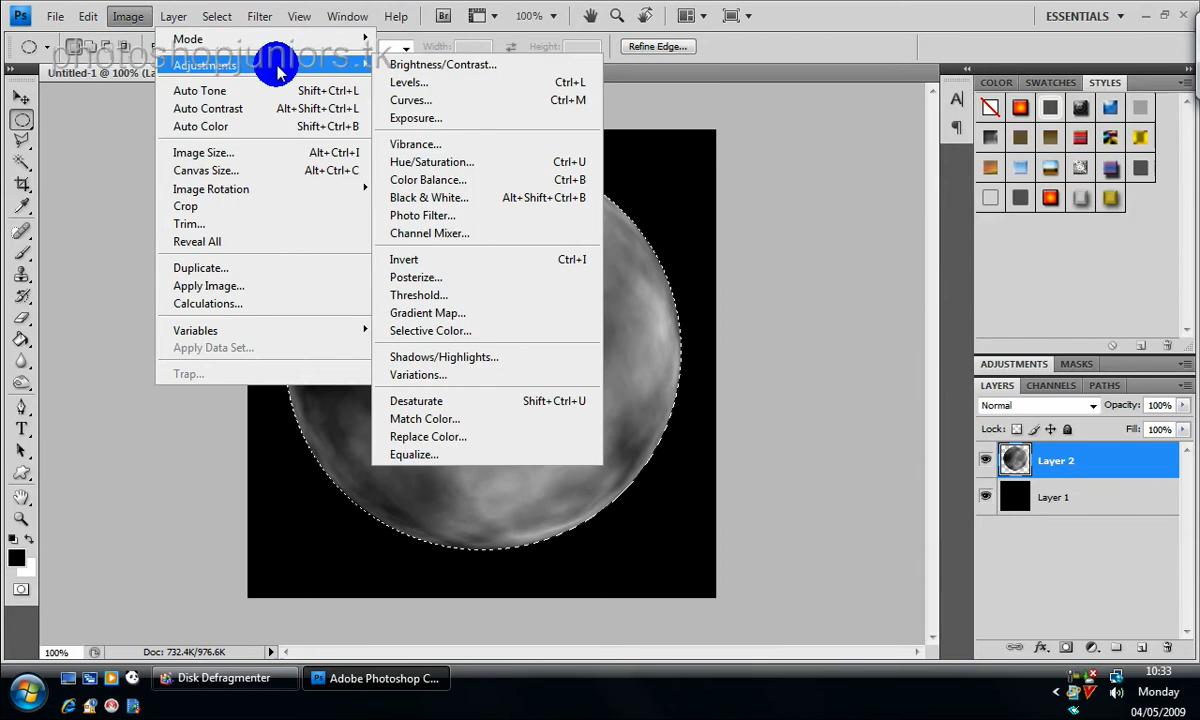 File Edit Image Layer Select Filter View Window Help Br 100% ESSENTIALS
Width: Height: Refine Edge...
photoshopjuniors.tk
Untitled-1 @ 100% (La
Mode
Adjustments
Auto Tone Shift+Ctrl+L
Auto Contrast Alt+Shift+Ctrl+L
Auto Color Shift+Ctrl+B
Image Size... Alt+Ctrl+I
Canvas Size... Alt+Ctrl+C
Image Rotation
Crop
Trim...
Reveal All
Duplicate...
Apply Image...
Calculations...
Variables
Apply Data Set...
Trap...
Brightness/Contrast...
Levels... Ctrl+L
Curves... Ctrl+M
Exposure...
Vibrance...
Hue/Saturation... Ctrl+U
Color Balance... Ctrl+B
Black & White... Alt+Shift+Ctrl+B
Photo Filter...
Channel Mixer...
Invert Ctrl+I
Posterize...
Threshold...
Gradient Map...
Selective Color...
Shadows/Highlights...
Variations...
Desaturate Shift+Ctrl+U
Match Color...
Replace Color...
Equalize...
COLOR SWATCHES STYLES
ADJUSTMENTS MASKS
LAYERS CHANNELS PATHS
Normal Opacity: 100%
Lock: Fill: 100%
Layer 2
Layer 1
100% Doc: 732.4K/976.6K
Disk Defragmenter Adobe Photoshop C...
10:33
Monday
04/05/2009